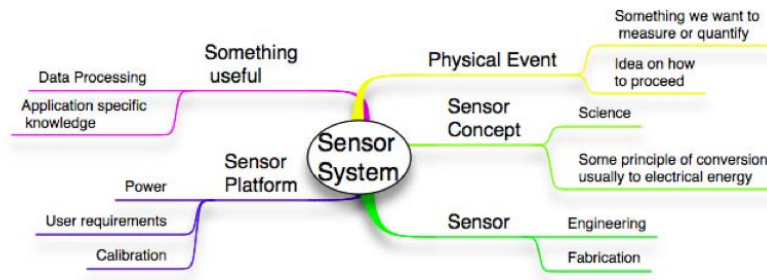 Something we want to
measure or quantify
Physical Event
Idea on how
to proceed
Something
useful
Data Processing
Application specific
knowledge
Sensor
System
Sensor
Concept
Science
Some principle of conversion
usually to electrical energy
Sensor
Platform
Power
User requirements
Calibration
Sensor
Engineering
Fabrication